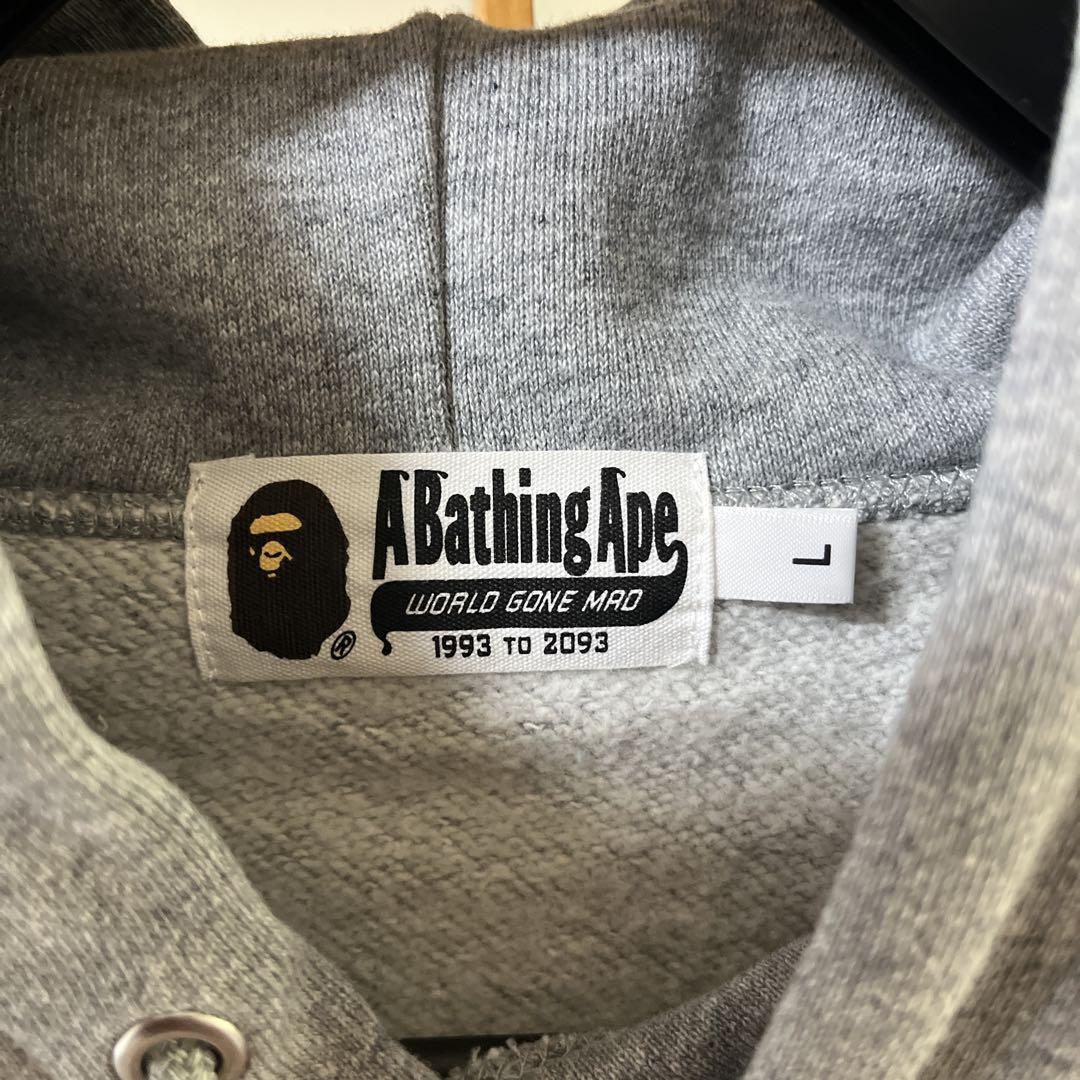 A Bathing Ape
WORLD GONE MAD
1993 TO 2093
®
L